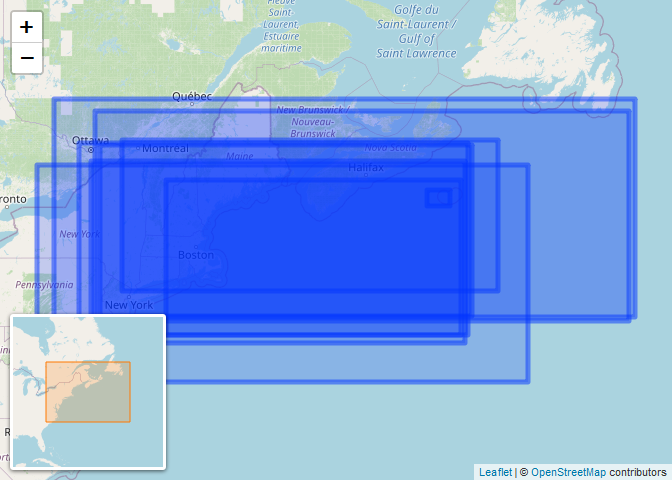 +
−
Fleuve
Saint-
Laurent,
Estuaire
maritime
Golfe du
Saint-Laurent /
Gulf of
Saint Lawrence
Québec
New Brunswick /
Nouveau-
Brunswick
Ottawa
Montréal
Maine
Nova Scotia
Halifax
ronto
New York
Boston
Pennsylvania
New York
R
Leaflet | © OpenStreetMap contributors